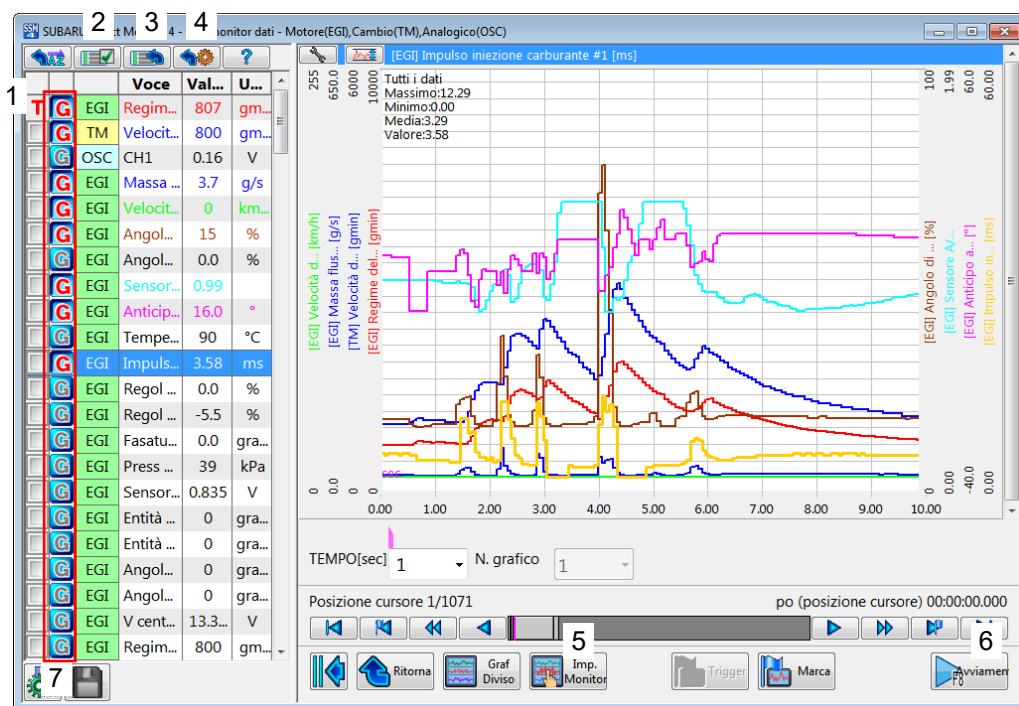 2 3 4
SUBARU ct M 4 - onitor dati - Motore(EGI),Cambio(TM),Analogico(OSC)
AZ ?
Voce Val... U...
1
T G EGI Regim... 807 gm...
G TM Velocit... 800 gm...
G OSC CH1 0.16 V
G EGI Massa ... 3.7 g/s
G EGI Velocit... 0 km...
G EGI Angol... 15 %
G EGI Angol... 0.0 %
G EGI Sensor... 0.99
G EGI Anticip... 16.0 °
G EGI Tempe... 90 °C
G EGI Impuls... 3.58 ms
G EGI Regol ... 0.0 %
G EGI Regol ... -5.5 %
G EGI Fasatu... 0.0 gra...
G EGI Press ... 39 kPa
G EGI Sensor... 0.835 V
G EGI Entità ... 0 gra...
G EGI Entità ... 0 gra...
G EGI Angol... 0 gra...
G EGI Angol... 0 gra...
G EGI V cent... 13.3... V
G EGI Regim... 800 gm...
7
[EGI] Impulso iniezione carburante #1 [ms]
255 650.0 6000 10000
Tutti i dati
Massimo:12.29
Minimo:0.00
Media:3.29
Valore:3.58
100 1.99 60.0 60.00
[EGI] Velocità d... [km/h]
[EGI] Massa flus... [g/s]
[TM] Velocità d... [gmin]
[EGI] Regime del... [gmin]
[EGI] Angolo di ... [%]
[EGI] Sensore A/...
[EGI] Anticipo a... [°]
[EGI] Impulso in... [ms]
0 0.0 0 0
0 0.00 -40.0 0.00
0.00 1.00 2.00 3.00 4.00 5.00 6.00 7.00 8.00 9.00 10.00
TEMPO[sec] 1 N. grafico 1
Posizione cursore 1/1071 po (posizione cursore) 00:00:00.000
5 6
Ritorna
Graf
Diviso
Imp.
Monitor
Trigger
Marca
Avviamen
F8